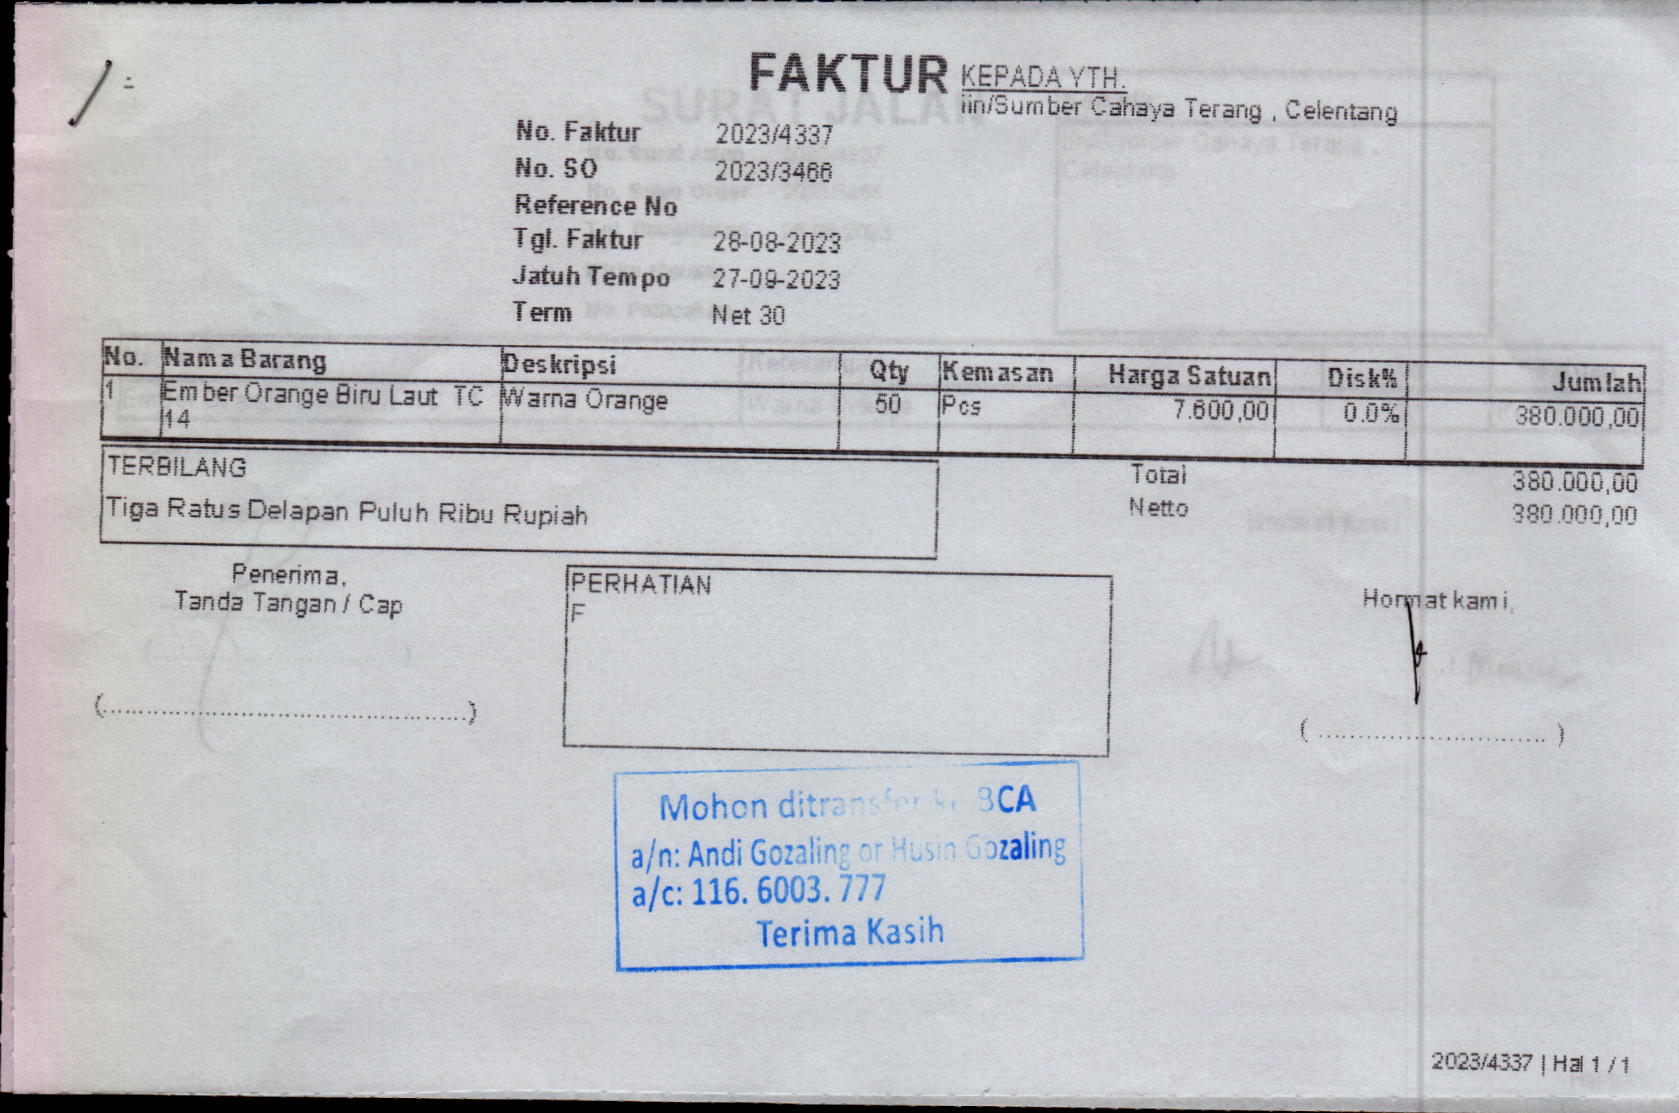 FAKTUR
KEPADA YTH.
iin/Sumber Cahaya Terang , Celentang
No. Faktur 2023/4337
No. SO 2023/3466
Reference No
Tgl. Faktur 28-08-2023
Jatuh Tempo 27-09-2023
Term Net 30
No. Nama Barang Deskripsi Qty Kemasan Harga Satuan Disk% Jumlah
1 Ember Orange Biru Laut TC Warna Orange 50 Pcs 7.600,00 0.0% 380.000,00
14
TERBILANG
Tiga Ratus Delapan Puluh Ribu Rupiah
Total 380.000,00
Netto 380.000,00
Penerima,
Tanda Tangan / Cap
(..................................................)
PERHATIAN
F
Hormat kami,
( ................................ )
Mohon ditransfer ke BCA
a/n: Andi Gozaling or Husin Gozaling
a/c: 116. 6003. 777
Terima Kasih
2023/4337 | Hal 1 / 1